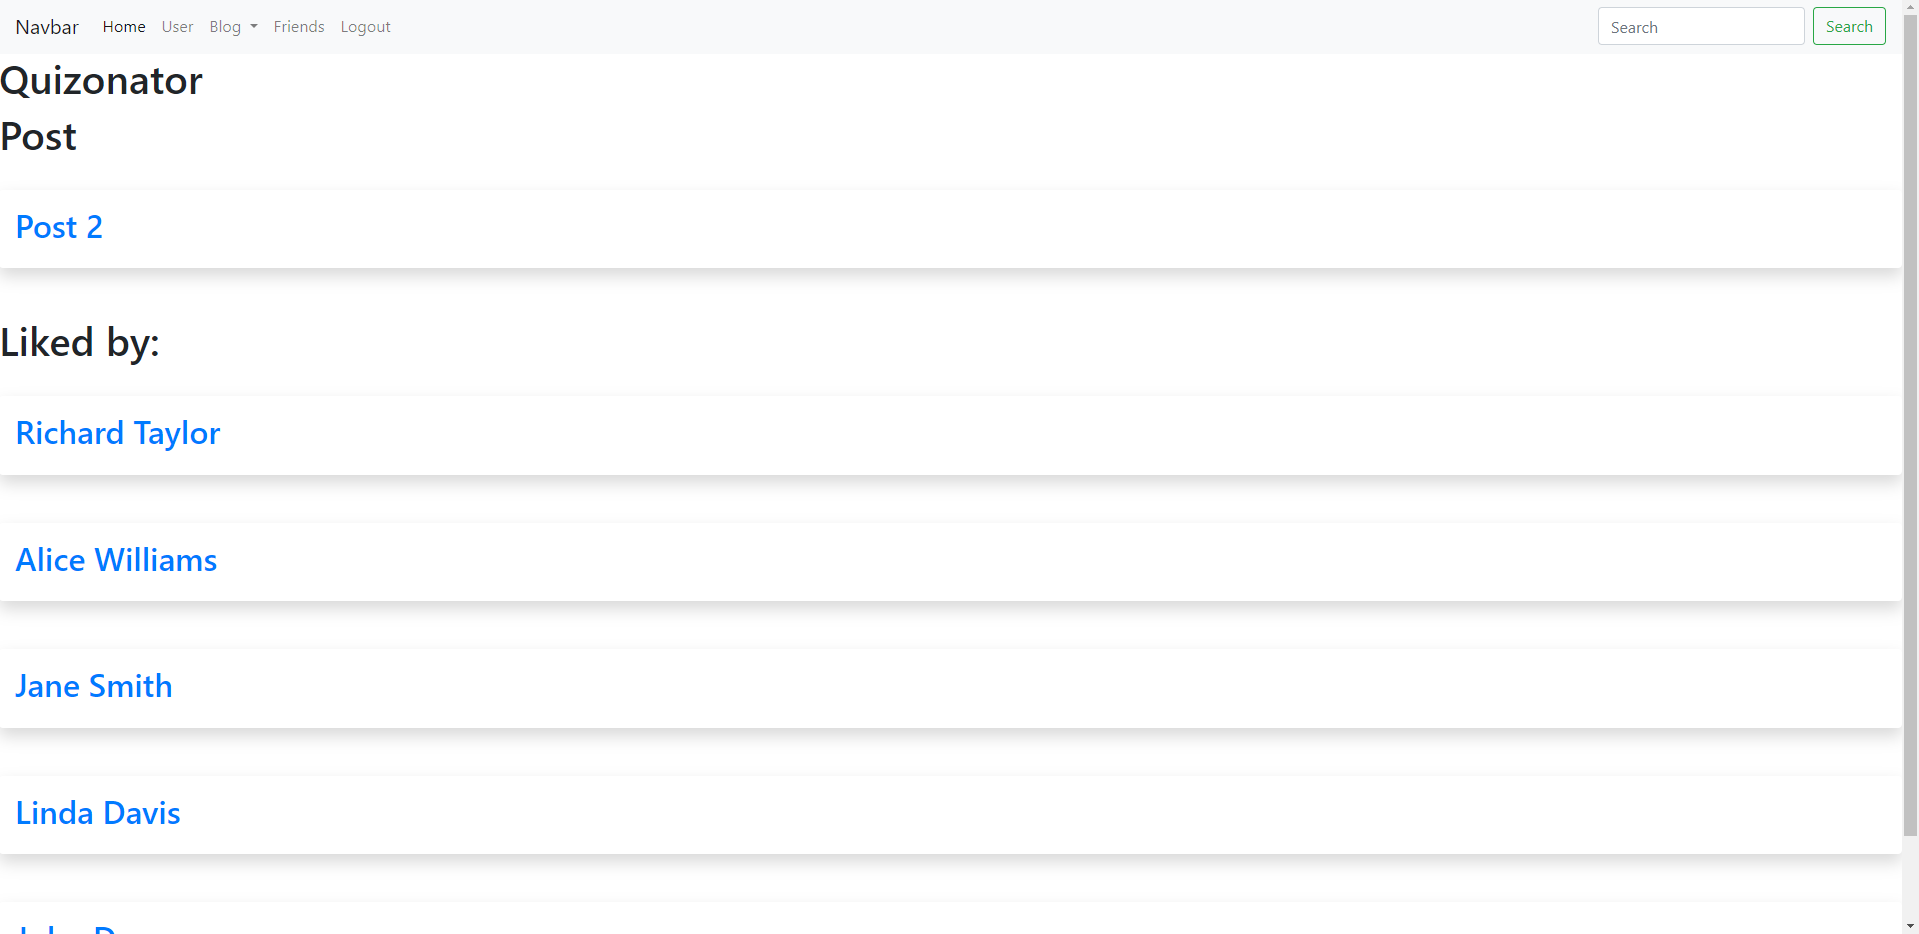 Navbar Home User Blog Friends Logout Search Search
Quizonator
Post
Post 2
Liked by:
Richard Taylor
Alice Williams
Jane Smith
Linda Davis